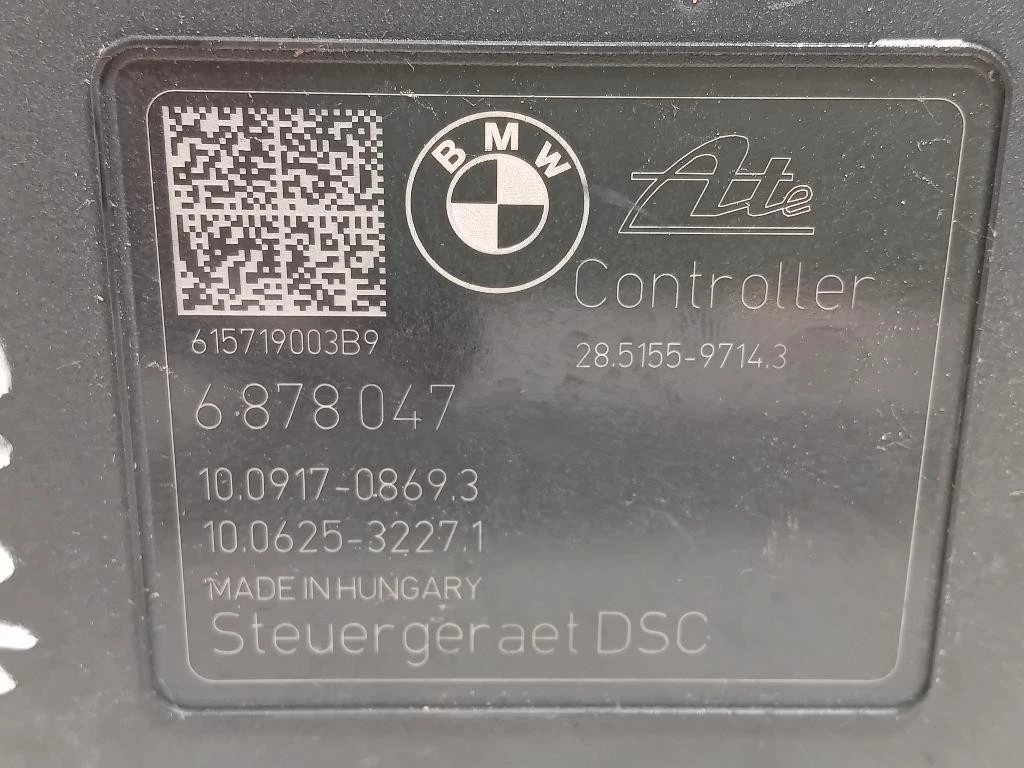 BMW
Ate
Controller
615719003B9
28.5155-9714.3
6 878 047
10.0917-0869.3
10.0625-3227.1
MADE IN HUNGARY
Steuergeraet DSC